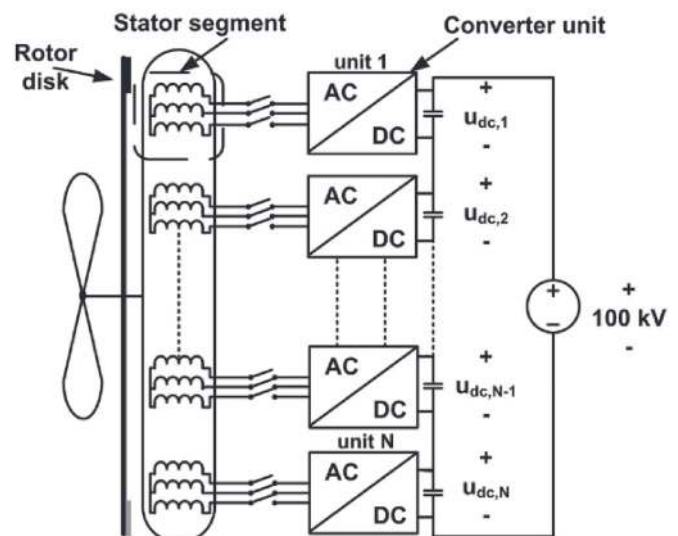 Stator segment
Rotor
disk
Converter unit
unit 1
AC
DC
+
u_dc,1
-
AC
DC
+
u_dc,2
-
+
−
+
100 kV
-
AC
DC
+
u_dc,N-1
-
unit N
AC
DC
+
u_dc,N
-